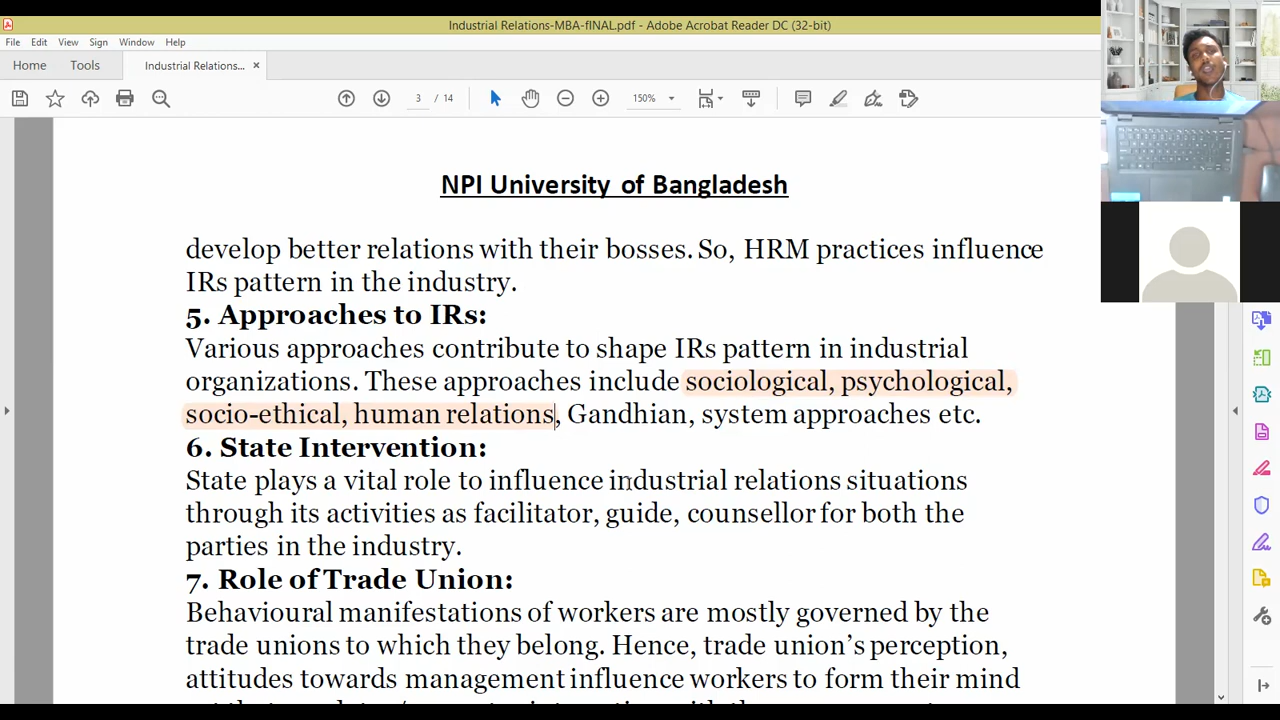 Industrial Relations-MBA-fINAL.pdf - Adobe Acrobat Reader DC (32-bit)
File Edit View Sign Window Help
Home Tools Industrial Relations... ×
3 / 14 150%
NPI University of Bangladesh
develop better relations with their bosses. So, HRM practices influence
IRs pattern in the industry.
5. Approaches to IRs:
Various approaches contribute to shape IRs pattern in industrial
organizations. These approaches include sociological, psychological,
socio-ethical, human relations, Gandhian, system approaches etc.
6. State Intervention:
State plays a vital role to influence industrial relations situations
through its activities as facilitator, guide, counsellor for both the
parties in the industry.
7. Role of Trade Union:
Behavioural manifestations of workers are mostly governed by the
trade unions to which they belong. Hence, trade union's perception,
attitudes towards management influence workers to form their mind